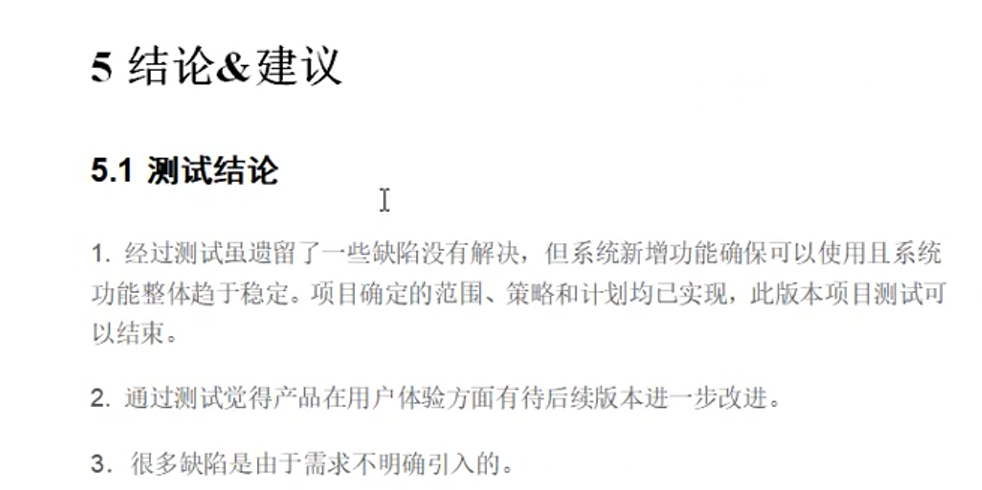 5 结论&建议
5.1 测试结论
1. 经过测试虽遗留了一些缺陷没有解决，但系统新增功能确保可以使用且系统
功能整体趋于稳定。项目确定的范围、策略和计划均已实现，此版本项目测试可
以结束。
2. 通过测试觉得产品在用户体验方面有待后续版本进一步改进。
3. 很多缺陷是由于需求不明确引入的。